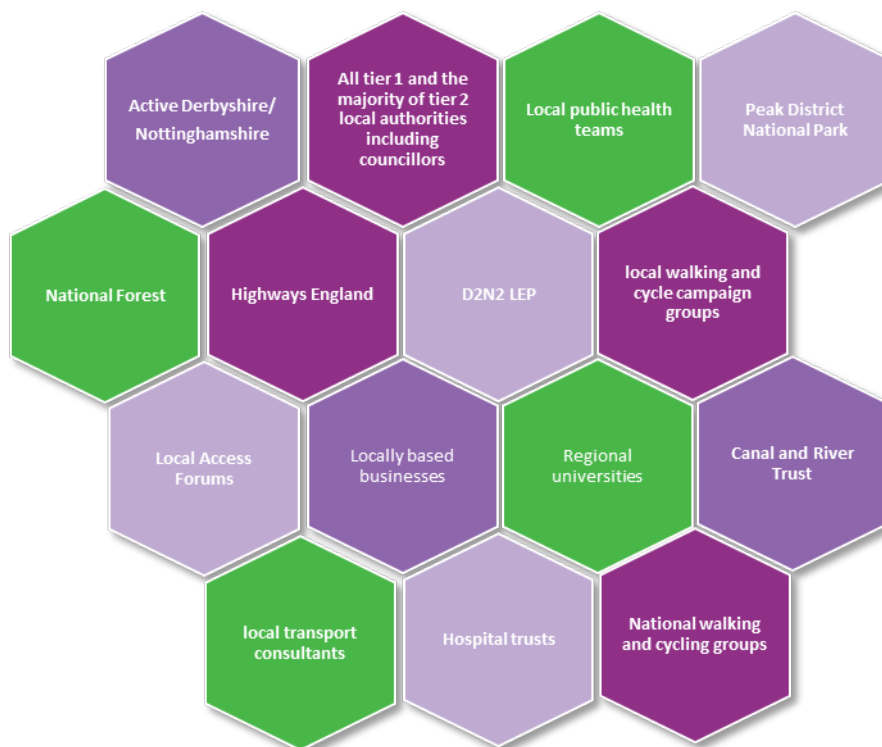 Active Derbyshire/
Nottinghamshire
All tier 1 and the
majority of tier 2
local authorities
including
councillors
Local public health
teams
Peak District
National Park
National Forest
Highways England
D2N2 LEP
local walking and
cycle campaign
groups
Local Access
Forums
Locally based
businesses
Regional
universities
Canal and River
Trust
local transport
consultants
Hospital trusts
National walking
and cycling groups